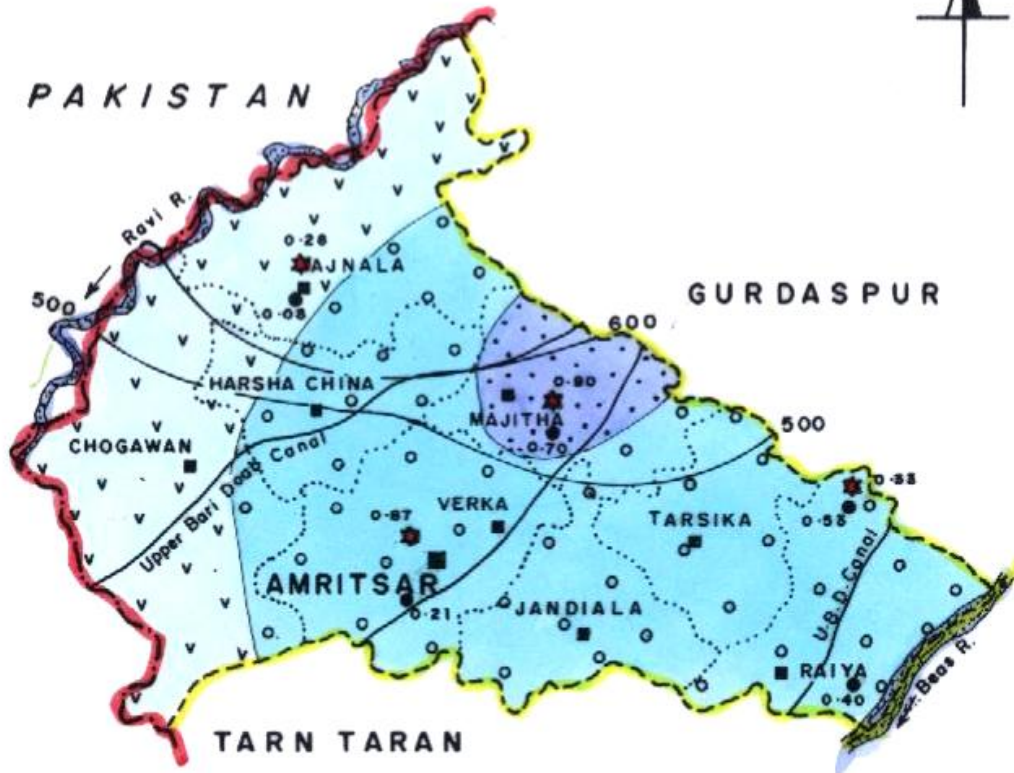 PAKISTAN
Ravi R.
0.28
AJNALA
0.08
500
GURDASPUR
600
0.90
HARSHA CHINA
MAJITHA
0.70
CHOGAWAN
500
Upper Bari Doab Canal
VERKA
0.87
TARSIKA
0.33
0.53
U.B.D. Canal
AMRITSAR
0.21
JANDIALA
RAIYA
0.40
Beas R.
TARN TARAN